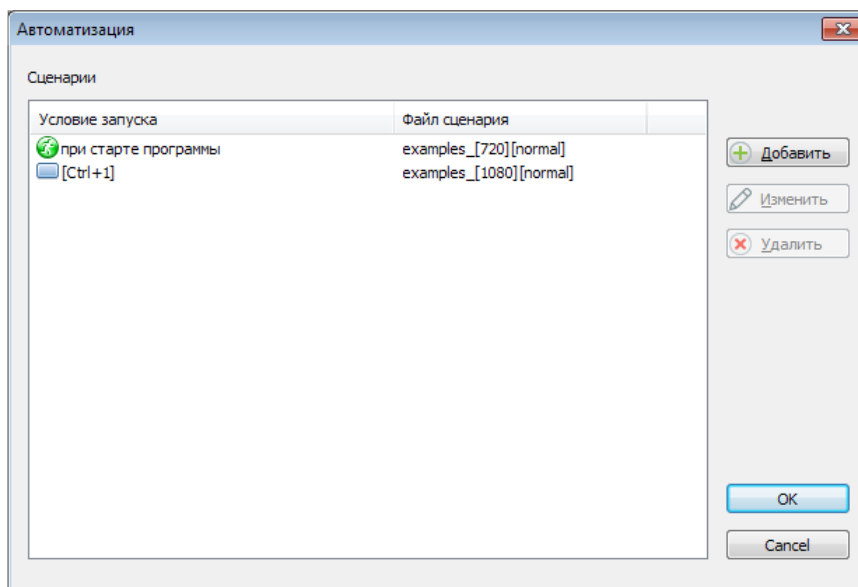 Автоматизация
Сценарии
Условие запуска Файл сценария
при старте программы examples_[720][normal]
[Ctrl+1] examples_[1080][normal]
Добавить
Изменить
Удалить
OK
Cancel